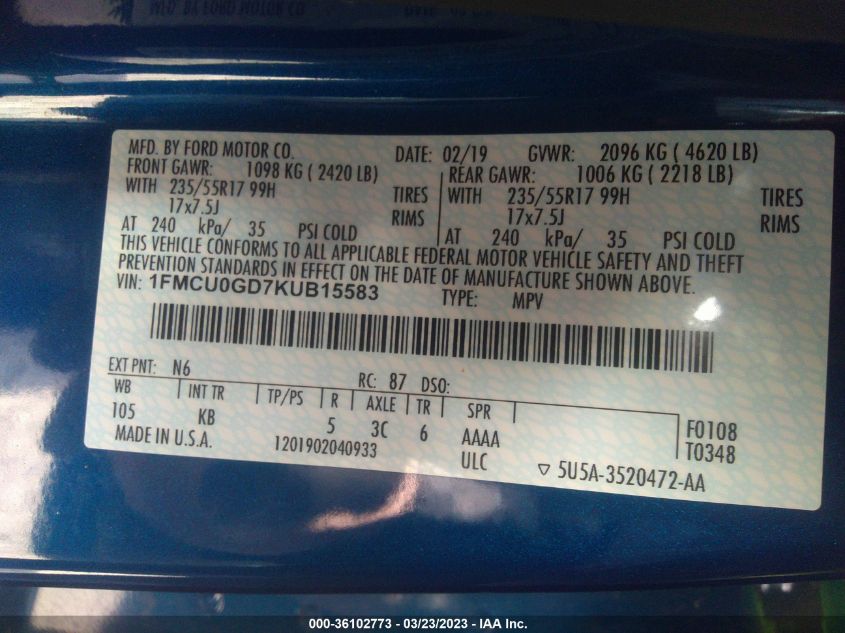 MFD. BY FORD MOTOR CO. DATE: 02/19 GVWR: 2096 KG ( 4620 LB)
FRONT GAWR: 1098 KG ( 2420 LB) REAR GAWR: 1006 KG ( 2218 LB)
WITH 235/55R17 99H TIRES WITH 235/55R17 99H TIRES
17x7.5J RIMS 17x7.5J RIMS
AT 240 kPa/ 35 PSI COLD AT 240 kPa/ 35 PSI COLD
THIS VEHICLE CONFORMS TO ALL APPLICABLE FEDERAL MOTOR VEHICLE SAFETY AND THEFT
PREVENTION STANDARDS IN EFFECT ON THE DATE OF MANUFACTURE SHOWN ABOVE.
VIN: 1FMCU0GD7KUB15583 TYPE: MPV
EXT PNT: N6 RC: 87 DSO:
WB INT TR TP/PS R AXLE TR SPR
105 KB 5 3C 6 AAAA F0108
MADE IN U.S.A. 1201902040933 ULC T0348
▽ 5U5A-3520472-AA
000-36102773 - 03/23/2023 - IAA Inc.